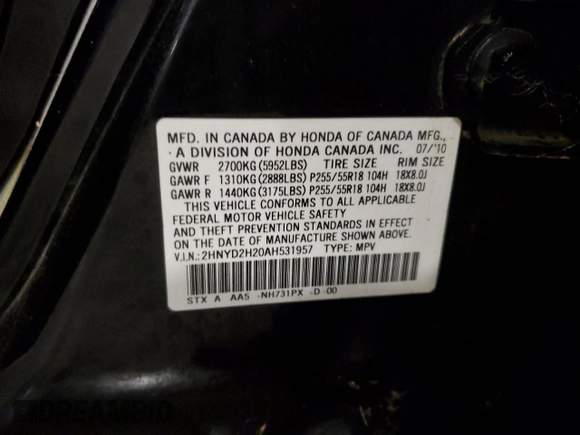 MFD. IN CANADA BY HONDA OF CANADA MFG.,
A DIVISION OF HONDA CANADA INC. 07/'10
GVWR 2700KG(5952LBS) TIRE SIZE RIM SIZE
GAWR F 1310KG(2888LBS) P255/55R18 104H 18X8.0J
GAWR R 1440KG(3175LBS) P255/55R18 104H 18X8.0J
THIS VEHICLE CONFORMS TO ALL APPLICABLE
FEDERAL MOTOR VEHICLE SAFETY
AND THEFT PREVENTION STANDARDS IN EFFECT
ON THE DATE OF MANUFACTURE SHOWN ABOVE.
V.I.N.:2HNYD2H20AH531957 TYPE: MPV
STX A AA5 -NH731PX -D -00
DREAMBID